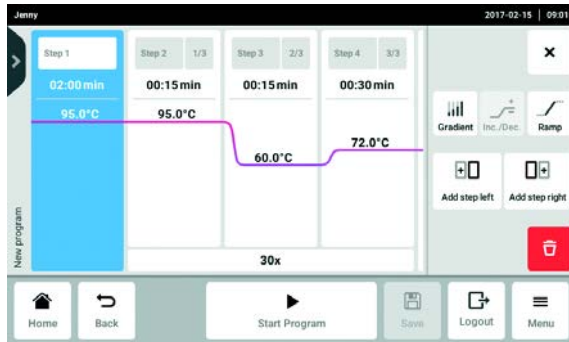 Jenny
2017-02-15 | 09:01
Step 1
Step 2 1/3
Step 3 2/3
Step 4 3/3
02:00 min
00:15 min
00:15 min
00:30 min
95.0°C
95.0°C
60.0°C
72.0°C
30x
New program
Gradient
Inc./Dec.
Ramp
Add step left
Add step right
Home
Back
Start Program
Save
Logout
Menu